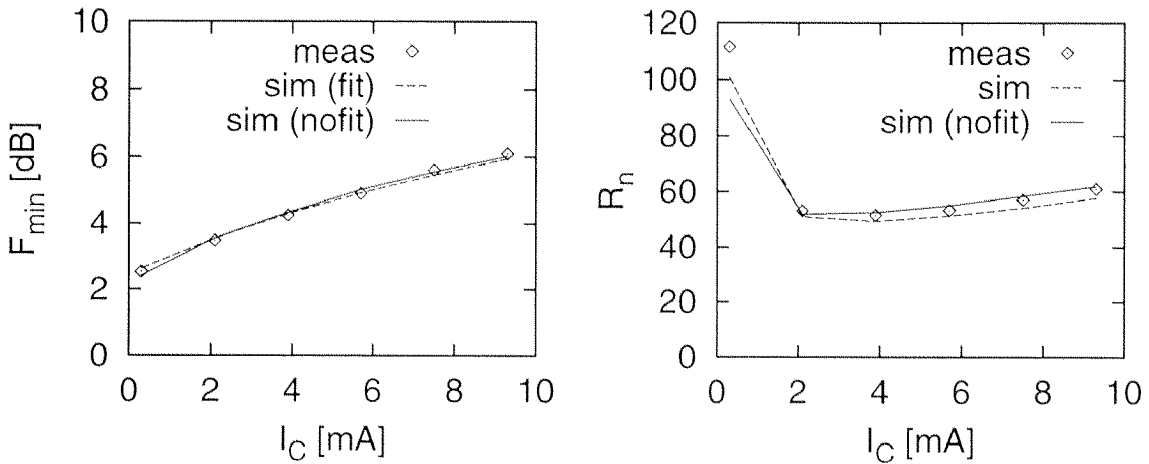 10
8
6
4
2
0
F_min [dB]
meas
sim (fit)
sim (nofit)
0 2 4 6 8 10
I_C [mA]
120
100
80
60
40
20
0
R_n
meas
sim
sim (nofit)
0 2 4 6 8 10
I_C [mA]